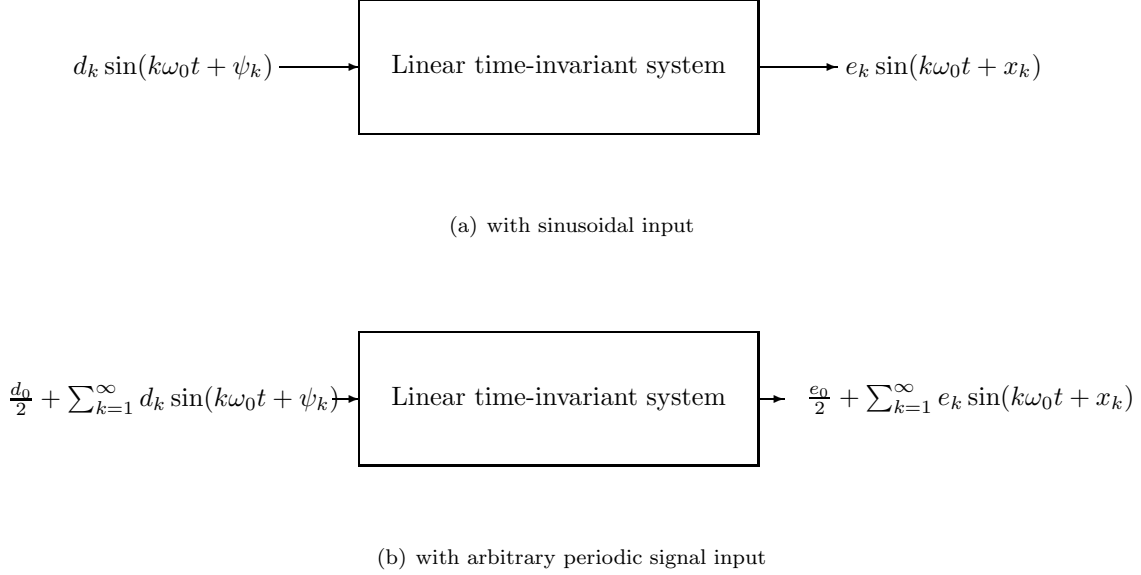 d_k sin(kω_0t + ψ_k) Linear time-invariant system e_k sin(kω_0t + x_k)
(a) with sinusoidal input
d_0/2 + ∑_{k=1}^∞ d_k sin(kω_0t + ψ_k) Linear time-invariant system e_0/2 + ∑_{k=1}^∞ e_k sin(kω_0t + x_k)
(b) with arbitrary periodic signal input